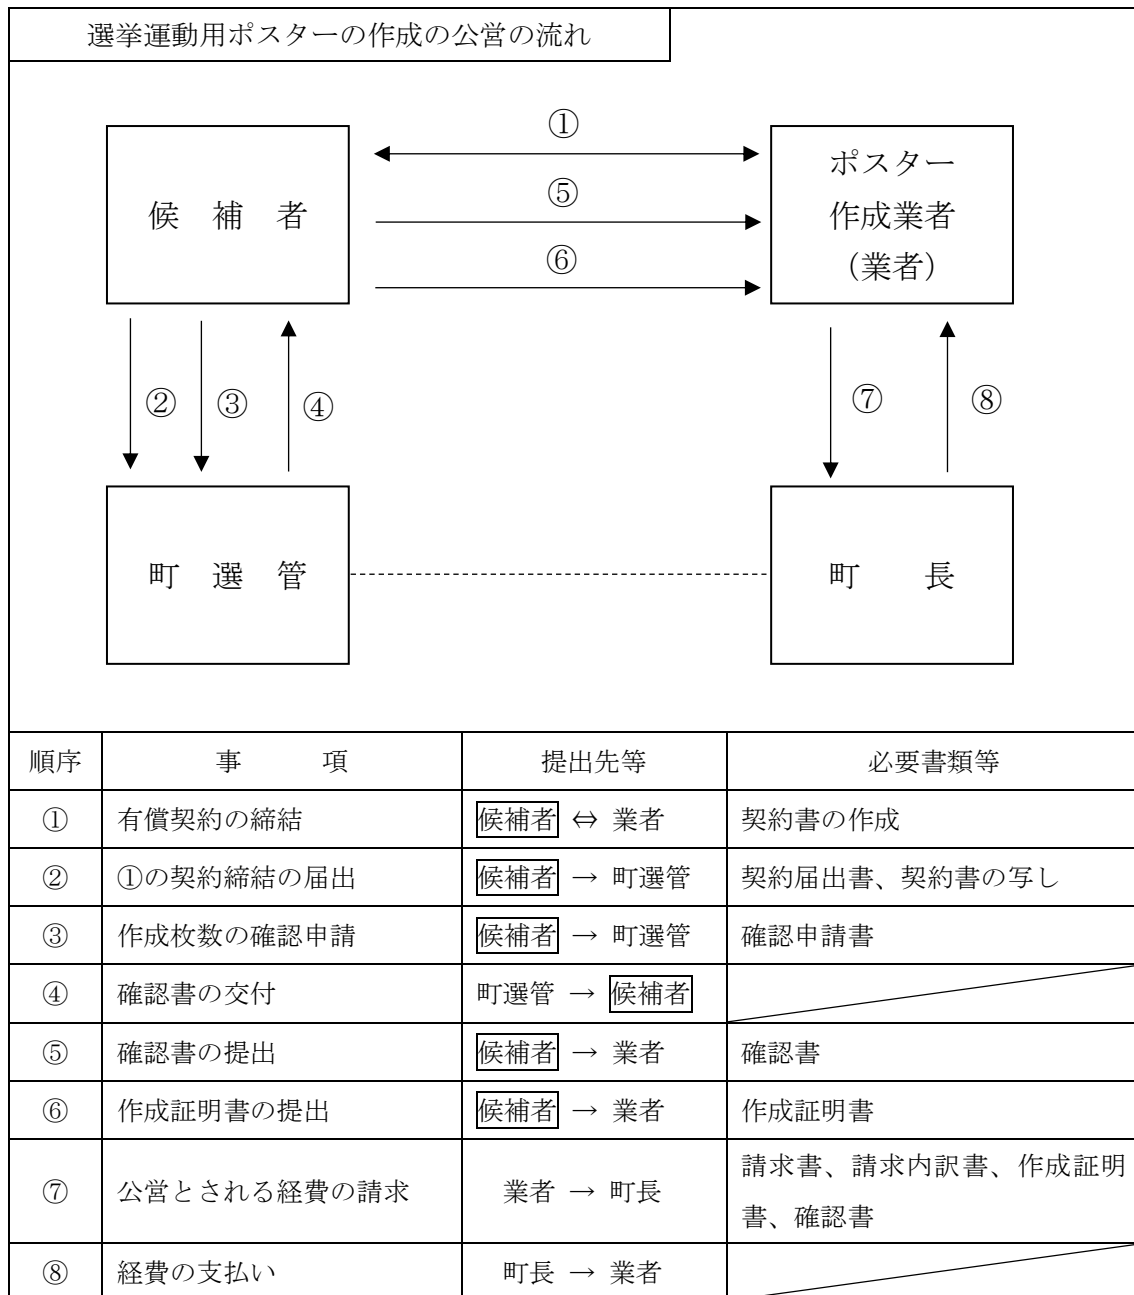 選挙運動用ポスターの作成の公営の流れ
①
候 補 者
ポスター
作成業者
（業者）
⑤
⑥
② ③ ④ ⑦ ⑧
町 選 管
町 長
順序 事 項 提出先等 必要書類等
① 有償契約の締結 候補者 ⇔ 業者 契約書の作成
② ①の契約締結の届出 候補者 → 町選管 契約届出書、契約書の写し
③ 作成枚数の確認申請 候補者 → 町選管 確認申請書
④ 確認書の交付 町選管 → 候補者
⑤ 確認書の提出 候補者 → 業者 確認書
⑥ 作成証明書の提出 候補者 → 業者 作成証明書
⑦ 公営とされる経費の請求 業者 → 町長 請求書、請求内訳書、作成証明
書、確認書
⑧ 経費の支払い 町長 → 業者